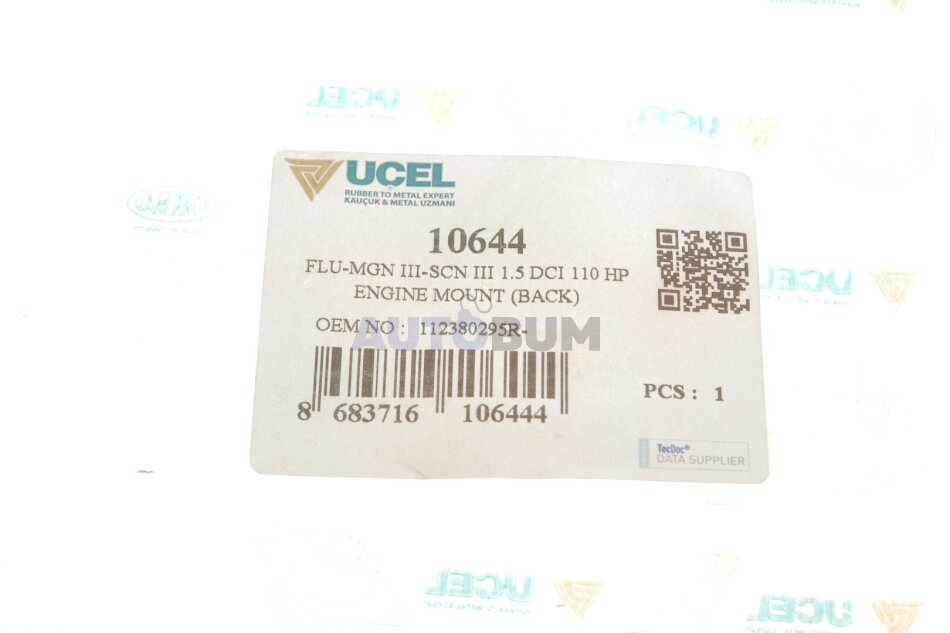 UCEL
RUBBER TO METAL EXPERT
KAUÇUK & METAL UZMANI
10644
FLU-MGN III-SCN III 1.5 DCI 110 HP
ENGINE MOUNT (BACK)
OEM NO : 112380295R-
AUTOBUM
8 683716 106444
PCS : 1
TecDoc®
DATA SUPPLIER
UCEL
UCEL
UCEL
UCEL